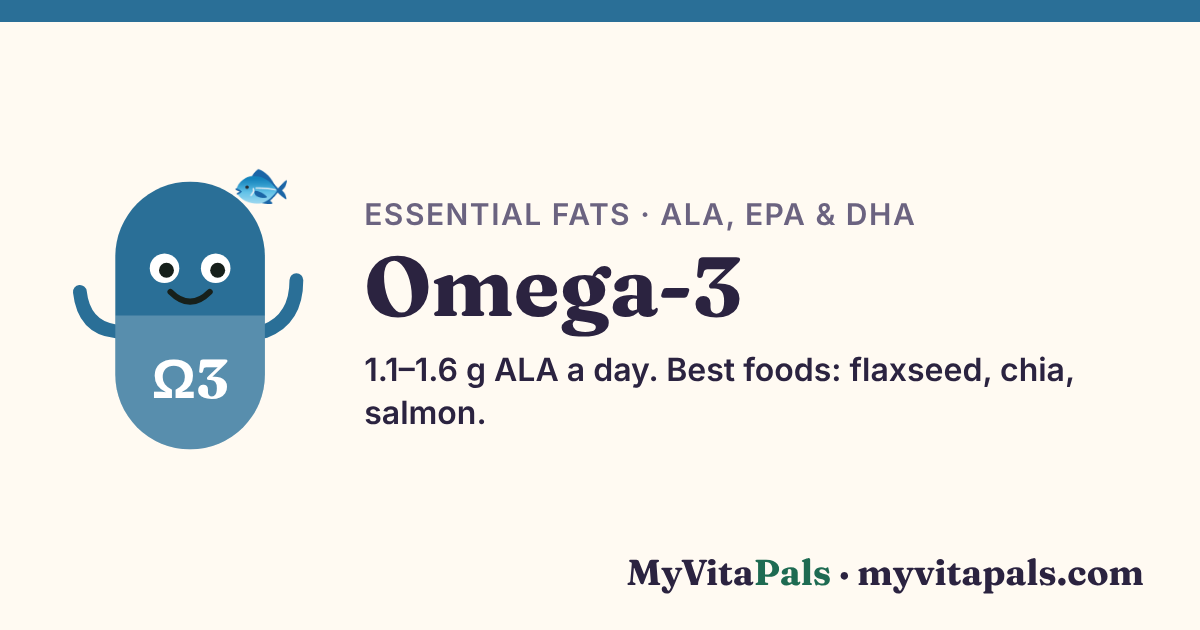 ESSENTIAL FATS · ALA, EPA & DHA
Omega-3
1.1–1.6 g ALA a day. Best foods: flaxseed, chia,
salmon.
Ω3
MyVitaPals · myvitapals.com